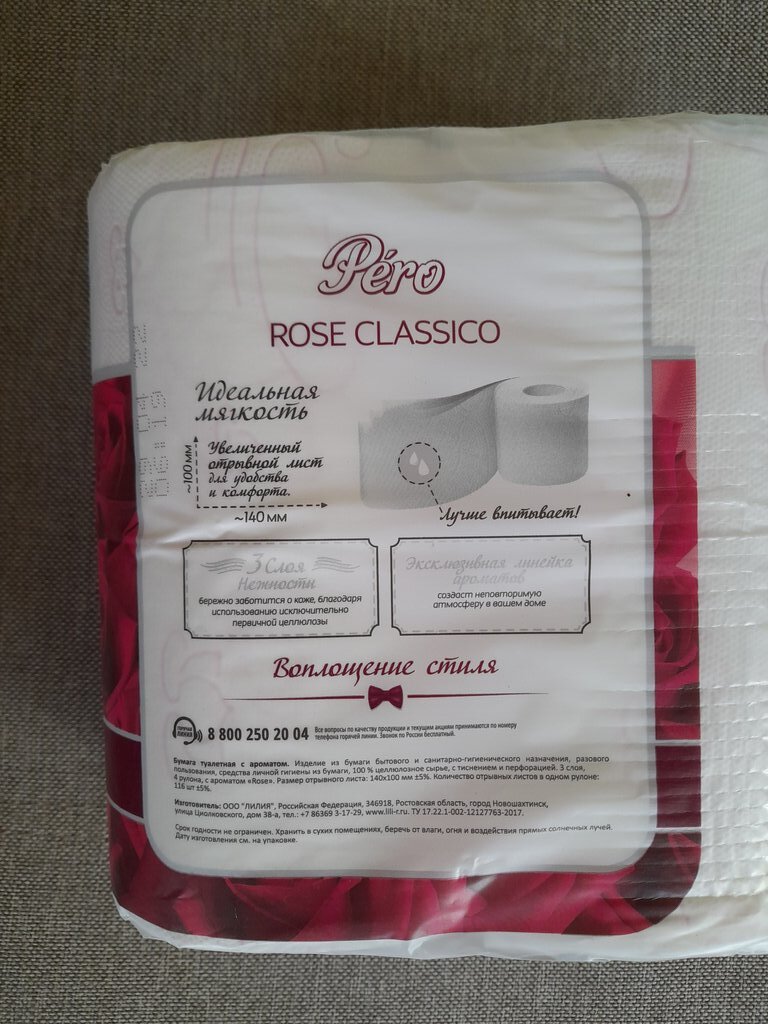 Péro
ROSE CLASSICO
Идеальная
мягкость
~100 мм
Увеличенный
отрывной лист
для удобства
и комфорта.
~140 мм
Лучше впитывает!
3 Слоя
Нежности
бережно заботится о коже, благодаря
использованию исключительно
первичной целлюлозы
Эксклюзивная линейка
ароматов
создаст неповторимую
атмосферу в вашем доме
Воплощение стиля
ГОРЯЧАЯ
ЛИНИЯ
8 800 250 20 04
Все вопросы по качеству продукции и текущим акциям принимаются по номеру
телефона горячей линии. Звонок по России бесплатный.
Бумага туалетная с ароматом. Изделие из бумаги бытового и санитарно-гигиенического назначения, разового
пользования, средства личной гигиены из бумаги, 100 % целлюлозное сырье, с тиснением и перфорацией. 3 слоя,
4 рулона, с ароматом «Rose». Размер отрывного листа: 140х100 мм ±5%. Количество отрывных листов в одном рулоне:
116 шт ±5%.
Изготовитель: ООО "ЛИЛИЯ", Российская Федерация, 346918, Ростовская область, город Новошахтинск,
улица Циолковского, дом 38-а, тел.: +7 86369 3-17-29, www.lili-r.ru. ТУ 17.22.1-002-12127763-2017.
Срок годности не ограничен. Хранить в сухих помещениях, беречь от влаги, огня и воздействия прямых солнечных лучей.
Дату изготовления см. на упаковке.